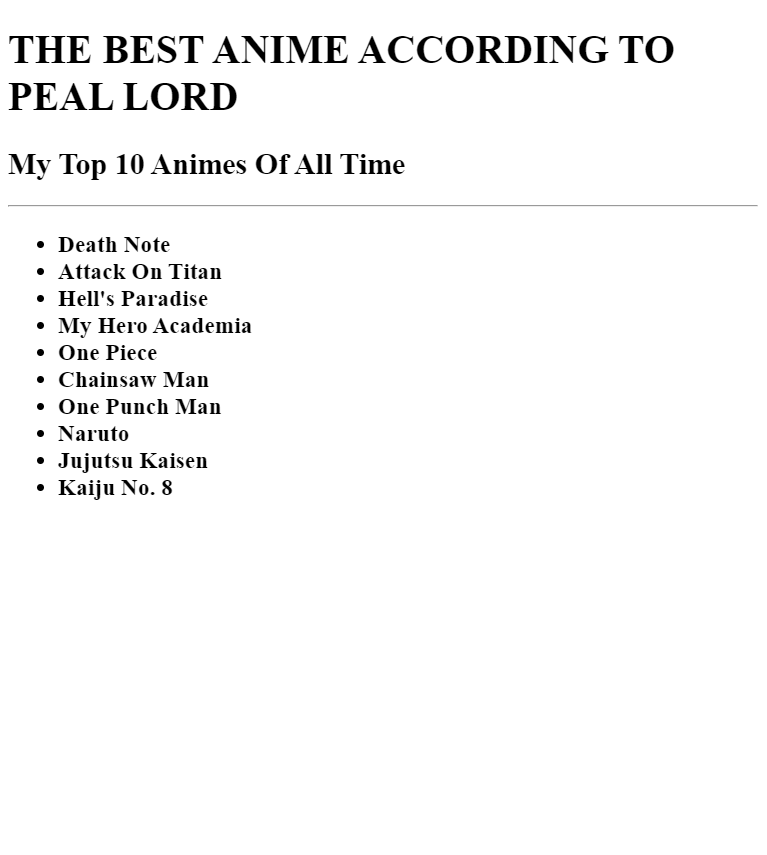 THE BEST ANIME ACCORDING TO
PEAL LORD
My Top 10 Animes Of All Time
Death Note
Attack On Titan
Hell's Paradise
My Hero Academia
One Piece
Chainsaw Man
One Punch Man
Naruto
Jujutsu Kaisen
Kaiju No. 8